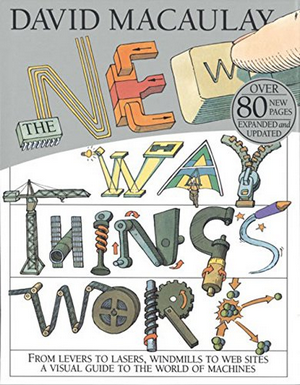 DAVID MACAULAY
THE
NEW
OVER
80 NEW
PAGES
EXPANDED and
UPDATED
WAY
THINGS
WORK
FROM LEVERS TO LASERS, WINDMILLS TO WEB SITES
A VISUAL GUIDE TO THE WORLD OF MACHINES